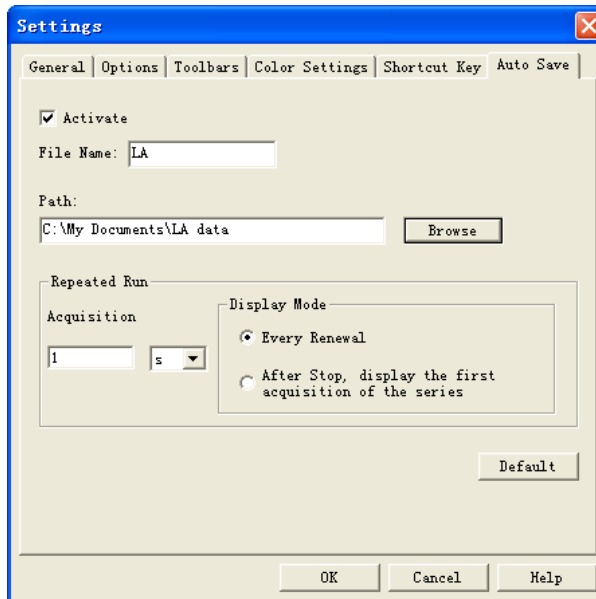 Settings
General Options Toolbars Color Settings Shortcut Key Auto Save
Activate
File Name: LA
Path:
C:\My Documents\LA data Browse
Repeated Run
Acquisition
1 s
Display Mode
Every Renewal
After Stop, display the first
acquisition of the series
Default
OK Cancel Help